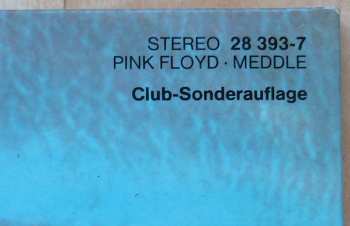 STEREO 28 393-7
PINK FLOYD · MEDDLE
Club-Sonderauflage